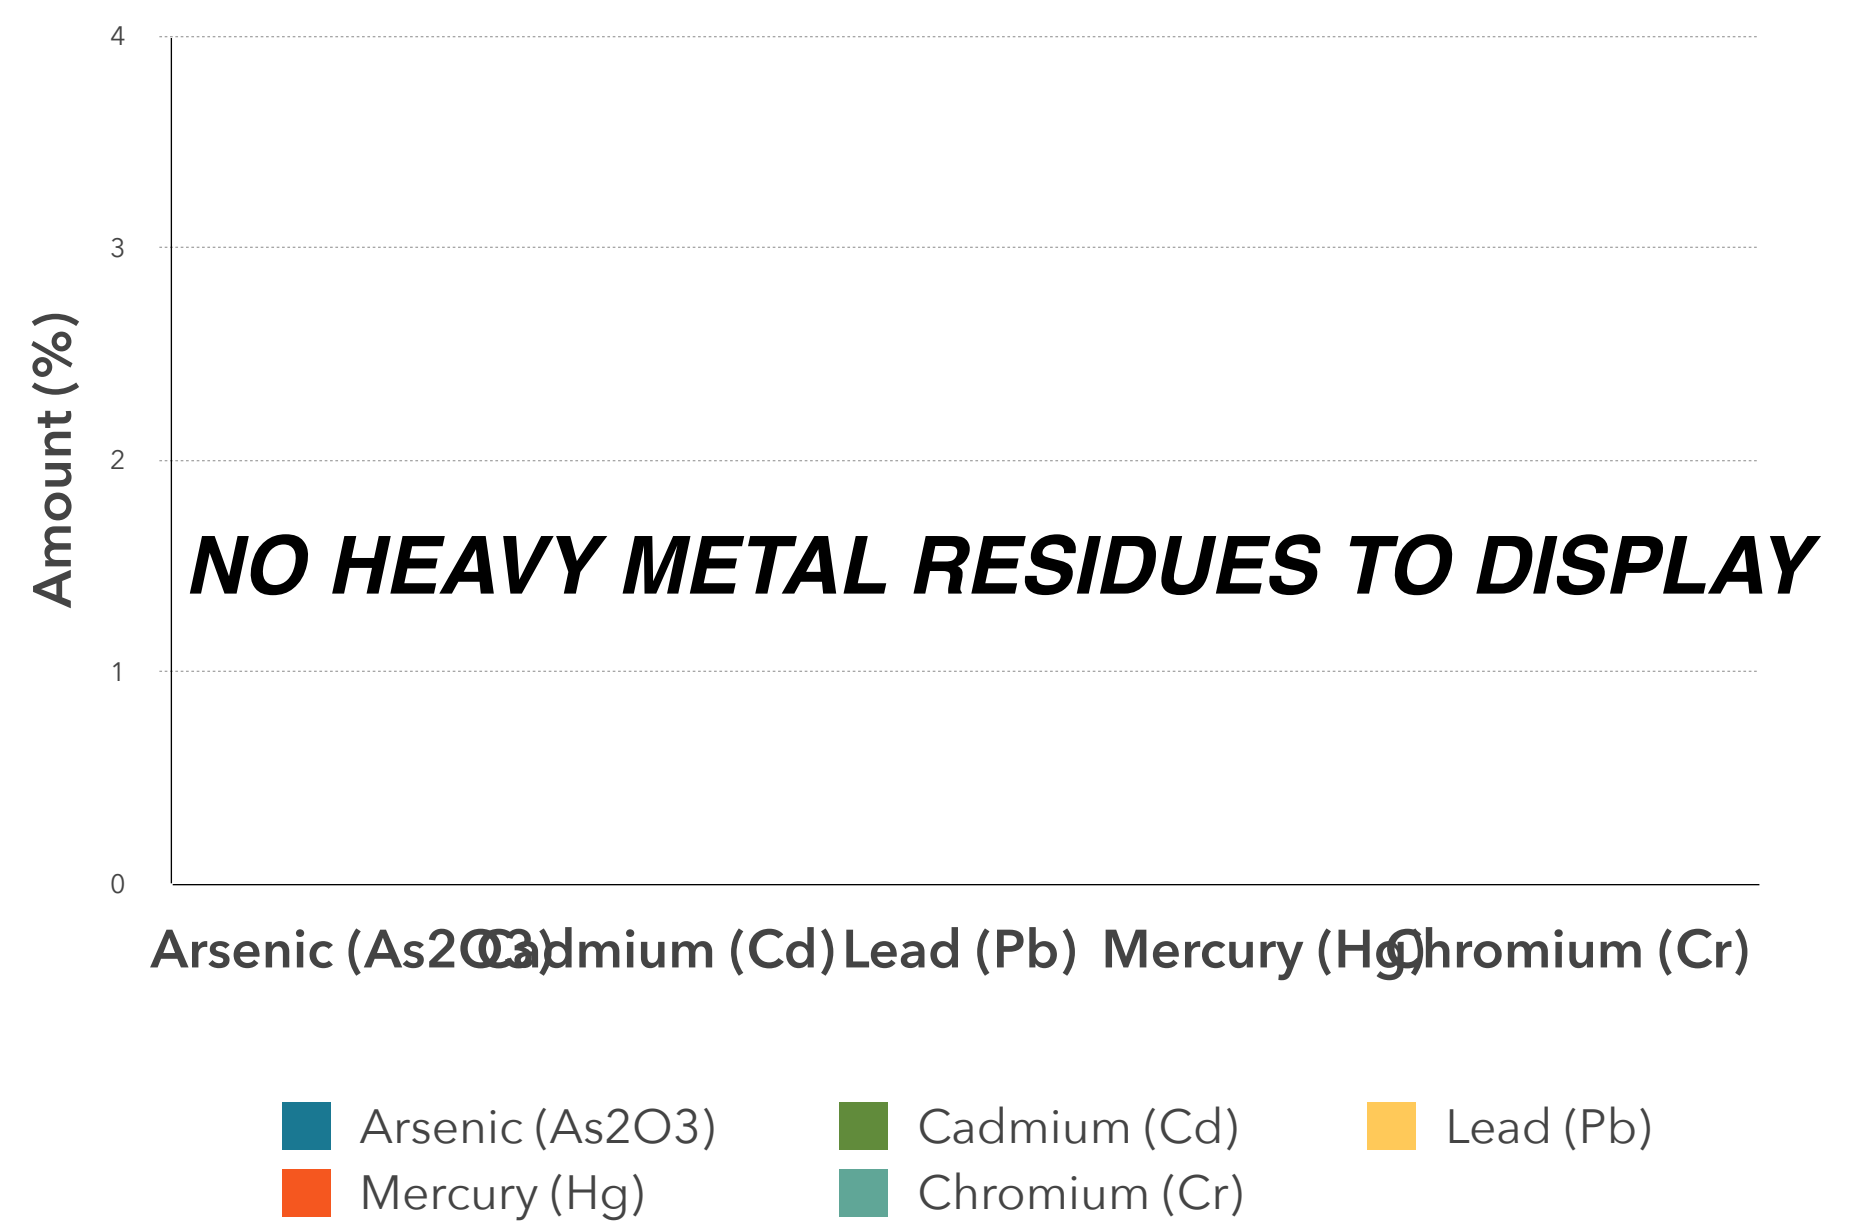 4
3
2
1
0
Amount (%)
NO HEAVY METAL RESIDUES TO DISPLAY
Arsenic (As2O3) Cadmium (Cd) Lead (Pb) Mercury (Hg) Chromium (Cr)
Arsenic (As2O3) Cadmium (Cd) Lead (Pb)
Mercury (Hg) Chromium (Cr)